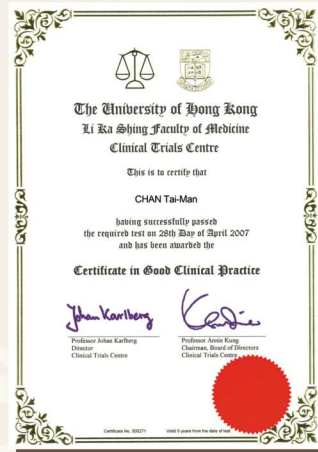 The University of Hong Kong
Li Ka Shing Faculty of Medicine
Clinical Trials Centre
This is to certify that
CHAN Tai-Man
having successfully passed
the required test on 28th Day of April 2007
and has been awarded the
Certificate in Good Clinical Practice
Johan Karlberg
Professor Johan Karlberg
Director
Clinical Trials Centre
Professor Annie Kung
Chairman, Board of Directors
Clinical Trials Centre
Certificate No. 000271
Valid 5 years from the date of test